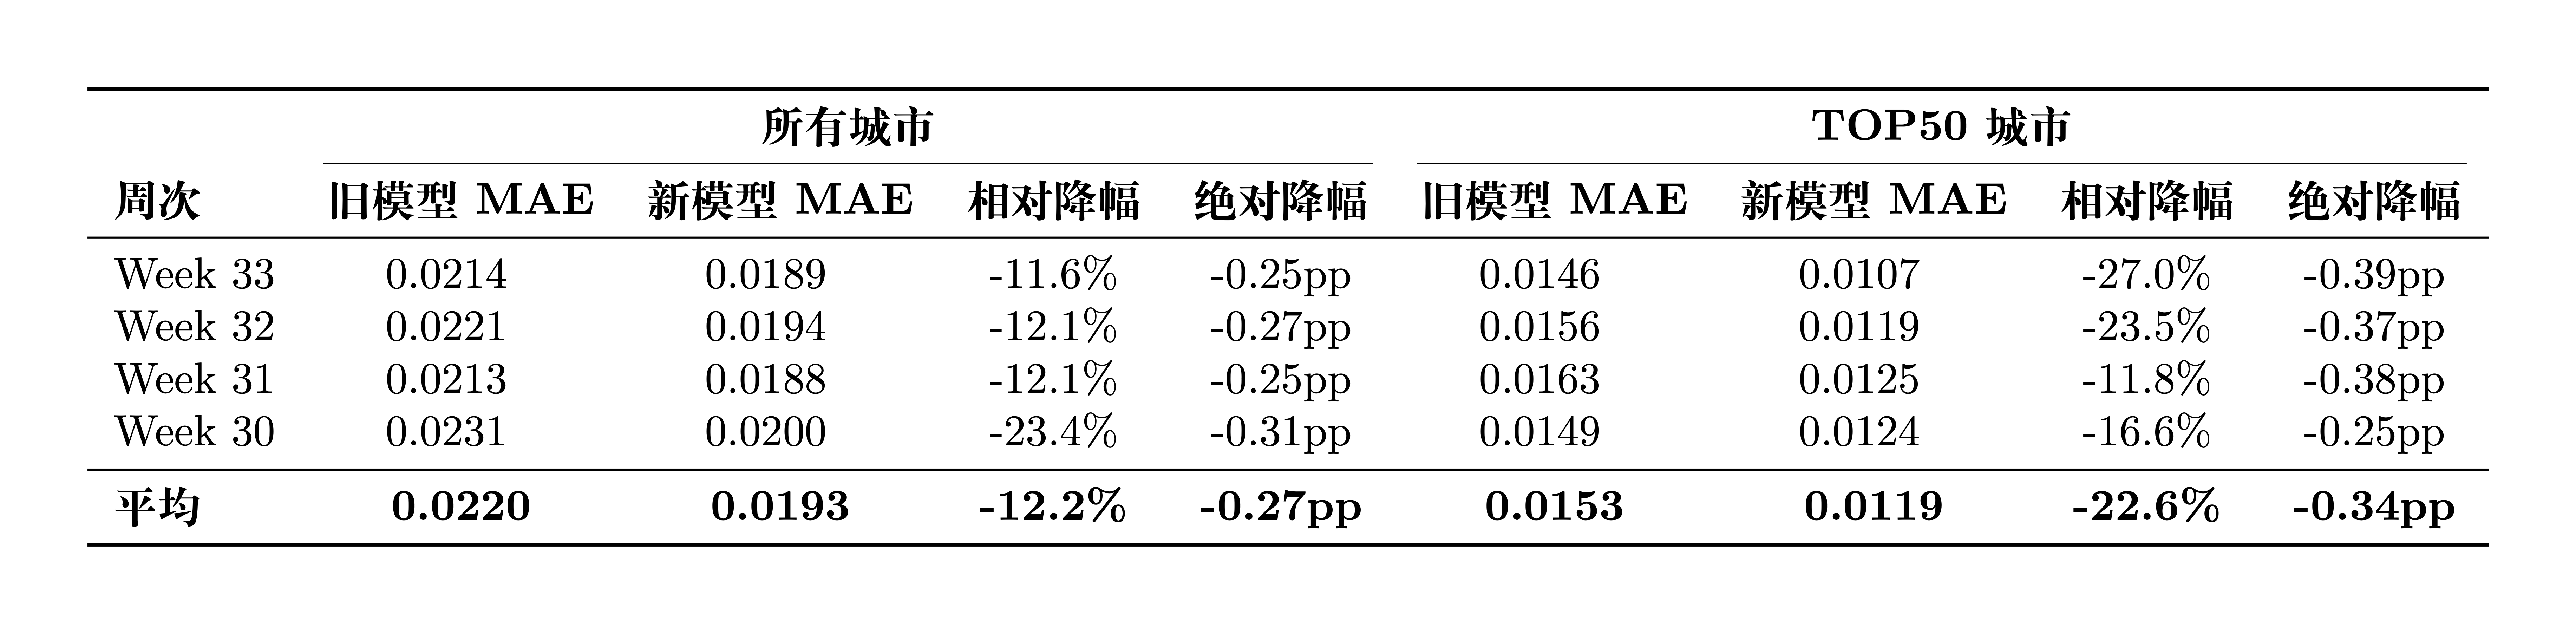 所有城市 TOP50 城市
周次 旧模型 MAE 新模型 MAE 相对降幅 绝对降幅 旧模型 MAE 新模型 MAE 相对降幅 绝对降幅
Week 33 0.0214 0.0189 -11.6% -0.25pp 0.0146 0.0107 -27.0% -0.39pp
Week 32 0.0221 0.0194 -12.1% -0.27pp 0.0156 0.0119 -23.5% -0.37pp
Week 31 0.0213 0.0188 -12.1% -0.25pp 0.0163 0.0125 -11.8% -0.38pp
Week 30 0.0231 0.0200 -23.4% -0.31pp 0.0149 0.0124 -16.6% -0.25pp
平均 0.0220 0.0193 -12.2% -0.27pp 0.0153 0.0119 -22.6% -0.34pp